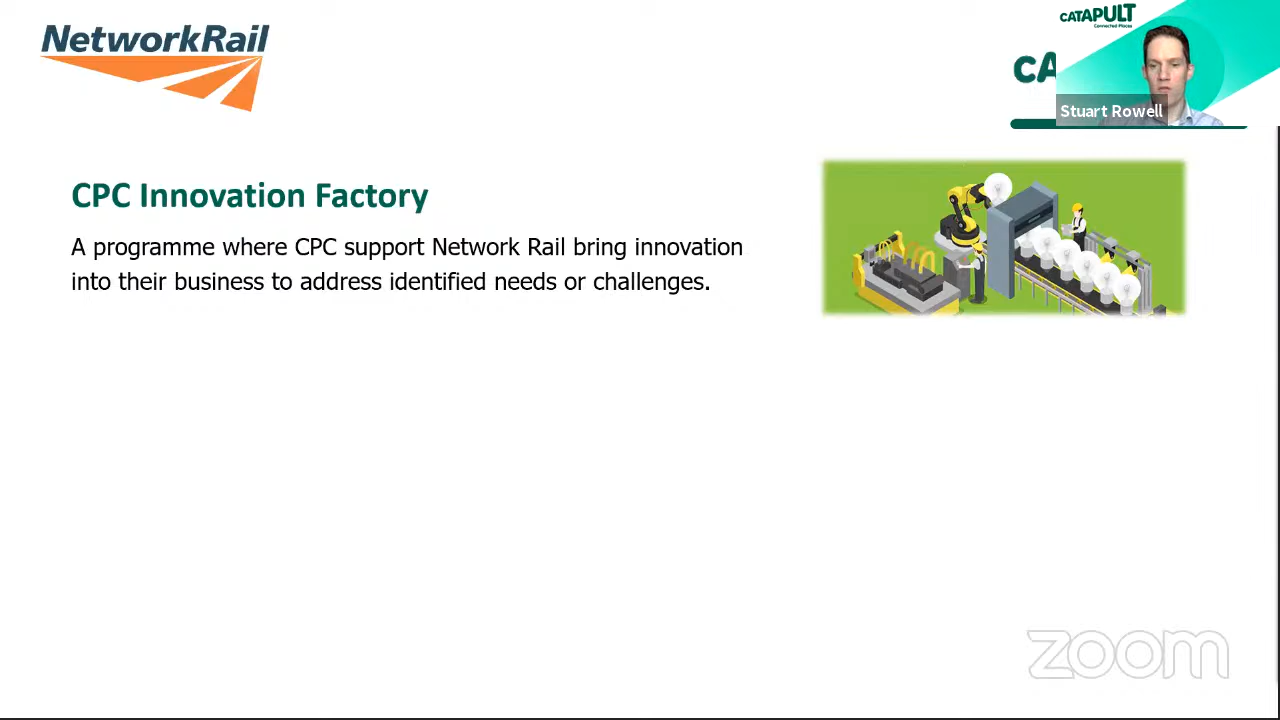 NetworkRail
CATAPULT
Connected Places
CA
Stuart Rowell
CPC Innovation Factory
A programme where CPC support Network Rail bring innovation
into their business to address identified needs or challenges.
zoom